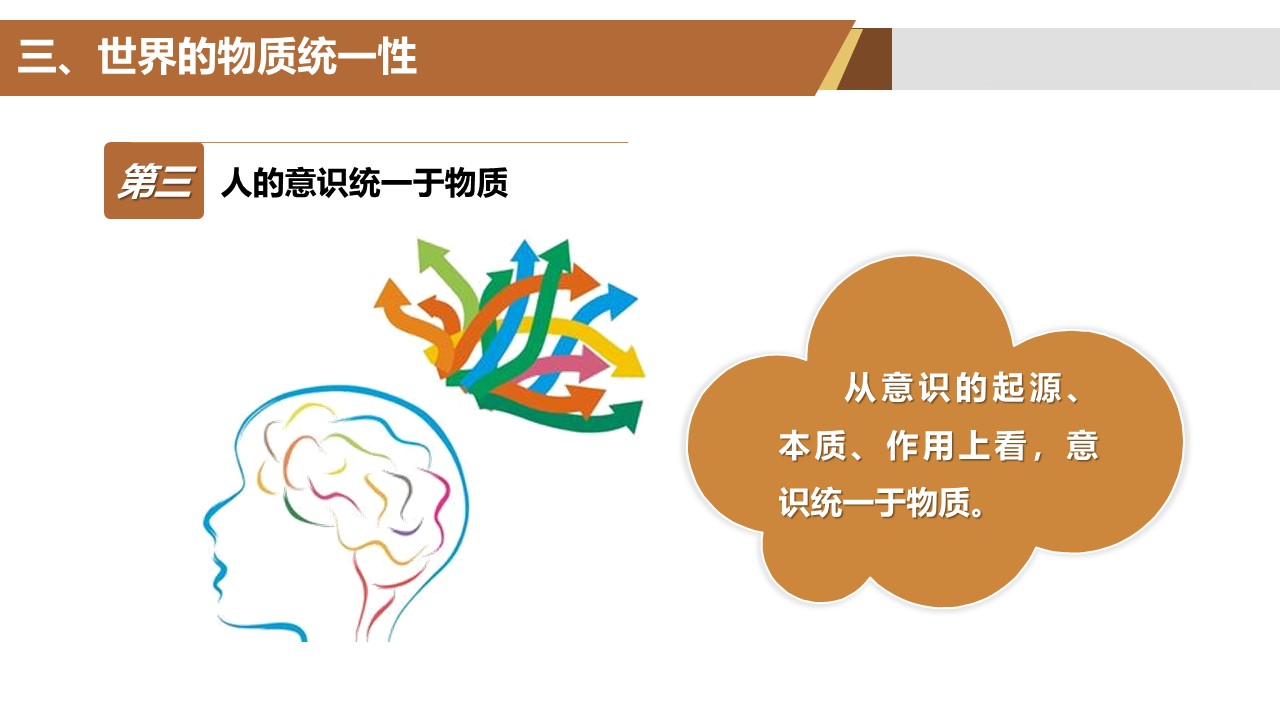 三、世界的物质统一性
第三
人的意识统一于物质
从意识的起源、
本质、作用上看，意
识统一于物质。